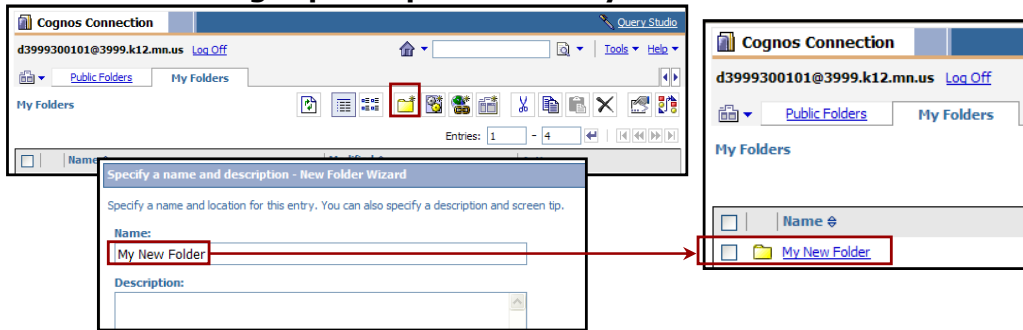 Cognos Connection
Query Studio
d3999300101@3999.k12.mn.us Log Off
Tools Help
Public Folders My Folders
My Folders
Entries: 1 - 4
Name
Specify a name and description - New Folder Wizard
Specify a name and location for this entry. You can also specify a description and screen tip.
Name:
My New Folder
Description:
Cognos Connection
d3999300101@3999.k12.mn.us Log Off
Public Folders My Folders
My Folders
Name
My New Folder